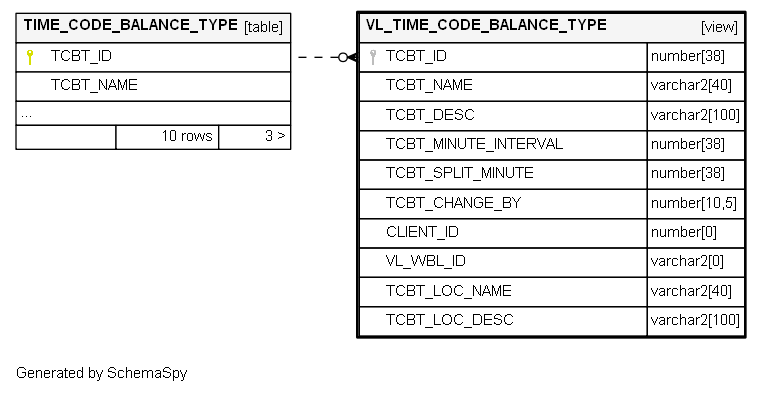 TIME_CODE_BALANCE_TYPE [table]
TCBT_ID
TCBT_NAME
...
10 rows 3 >
VL_TIME_CODE_BALANCE_TYPE [view]
TCBT_ID number[38]
TCBT_NAME varchar2[40]
TCBT_DESC varchar2[100]
TCBT_MINUTE_INTERVAL number[38]
TCBT_SPLIT_MINUTE number[38]
TCBT_CHANGE_BY number[10,5]
CLIENT_ID number[0]
VL_WBL_ID varchar2[0]
TCBT_LOC_NAME varchar2[40]
TCBT_LOC_DESC varchar2[100]
Generated by SchemaSpy